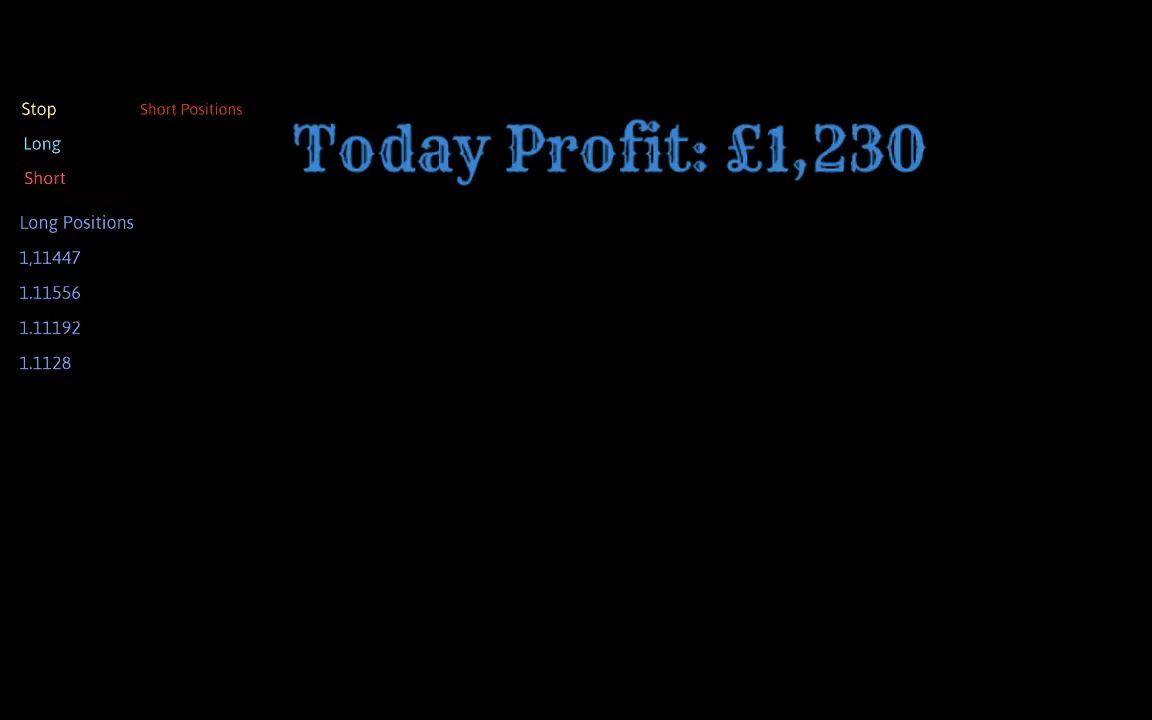 Stop
Short Positions
Today Profit: £1,230
Long
Short
Long Positions
1,11447
1.11556
1.11192
1.1128